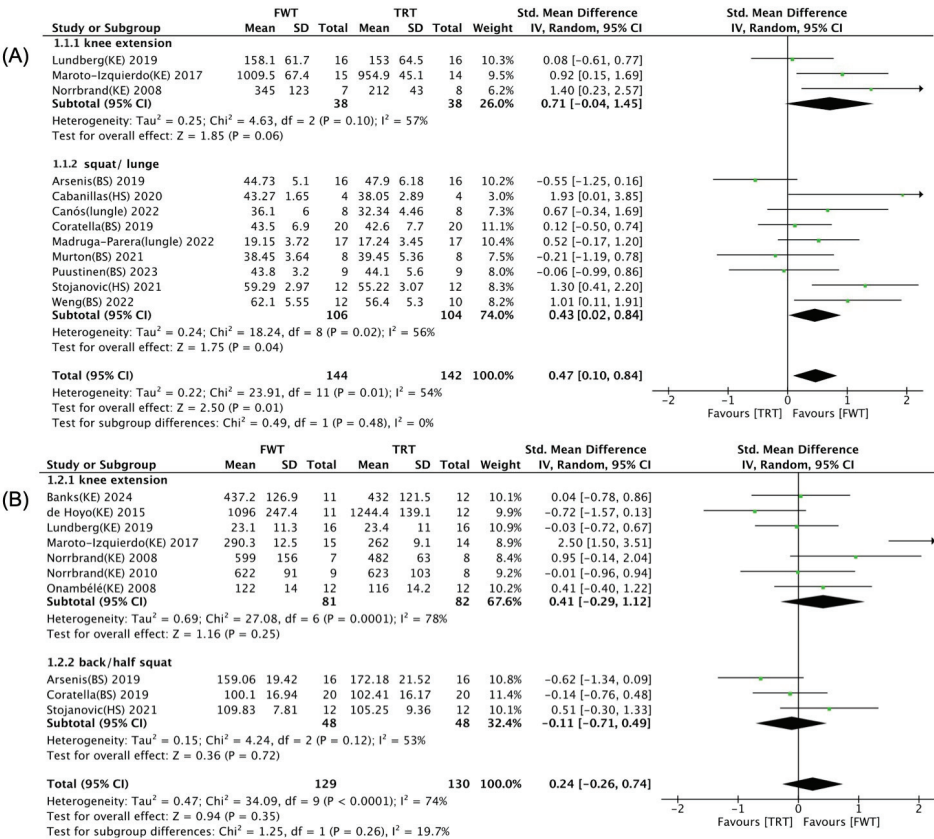 (A)
FWT TRT Std. Mean Difference Std. Mean Difference
Study or Subgroup Mean SD Total Mean SD Total Weight IV, Random, 95% CI IV, Random, 95% CI
1.1.1 knee extension
Lundberg(KE) 2019 158.1 61.7 16 153 64.5 16 10.3% 0.08 [-0.61, 0.77]
Maroto-Izquierdo(KE) 2017 1009.5 67.4 15 954.9 45.1 14 9.5% 0.92 [0.15, 1.69]
Norrbrand(KE) 2008 345 123 7 212 43 8 6.2% 1.40 [0.23, 2.57]
Subtotal (95% CI) 38 38 26.0% 0.71 [-0.04, 1.45]
Heterogeneity: Tau² = 0.25; Chi² = 4.63, df = 2 (P = 0.10); I² = 57%
Test for overall effect: Z = 1.85 (P = 0.06)
1.1.2 squat/ lunge
Arsenis(BS) 2019 44.73 5.1 16 47.9 6.18 16 10.2% -0.55 [-1.25, 0.16]
Cabanillas(HS) 2020 43.27 1.65 4 38.05 2.89 4 3.0% 1.93 [0.01, 3.85]
Canós(lungle) 2022 36.1 6 8 32.34 4.46 8 7.3% 0.67 [-0.34, 1.69]
Coratella(BS) 2019 43.5 6.9 20 42.6 7.7 20 11.1% 0.12 [-0.50, 0.74]
Madruga-Parera(lungle) 2022 19.15 3.72 17 17.24 3.45 17 10.4% 0.52 [-0.17, 1.20]
Murton(BS) 2021 38.45 3.64 8 39.45 5.36 8 7.5% -0.21 [-1.19, 0.78]
Puustinen(BS) 2023 43.8 3.2 9 44.1 5.6 9 8.0% -0.06 [-0.99, 0.86]
Stojanovic(HS) 2021 59.29 2.97 12 55.22 3.07 12 8.3% 1.30 [0.41, 2.20]
Weng(BS) 2022 62.1 5.55 12 56.4 5.3 10 8.2% 1.01 [0.11, 1.91]
Subtotal (95% CI) 106 104 74.0% 0.43 [0.02, 0.84]
Heterogeneity: Tau² = 0.24; Chi² = 18.24, df = 8 (P = 0.02); I² = 56%
Test for overall effect: Z = 1.75 (P = 0.04)
Total (95% CI) 144 142 100.0% 0.47 [0.10, 0.84]
Heterogeneity: Tau² = 0.22; Chi² = 23.91, df = 11 (P = 0.01); I² = 54%
Test for overall effect: Z = 2.50 (P = 0.01)
Test for subgroup differences: Chi² = 0.49, df = 1 (P = 0.48), I² = 0%
-2 -1 0 1 2
Favours [TRT] Favours [FWT]
(B)
FWT TRT Std. Mean Difference Std. Mean Difference
Study or Subgroup Mean SD Total Mean SD Total Weight IV, Random, 95% CI IV, Random, 95% CI
1.2.1 knee extension
Banks(KE) 2024 437.2 126.9 11 432 121.5 12 10.1% 0.04 [-0.78, 0.86]
de Hoyo(KE) 2015 1096 247.4 11 1244.4 139.1 12 9.9% -0.72 [-1.57, 0.13]
Lundberg(KE) 2019 23.1 11.3 16 23.4 11 16 11.0% -0.03 [-0.72, 0.67]
Maroto-Izquierdo(KE) 2017 290.3 12.5 15 262 9.1 14 8.9% 2.50 [1.50, 3.51]
Norrbrand(KE) 2008 599 156 7 482 63 8 8.4% 0.95 [-0.14, 2.04]
Norrbrand(KE) 2010 622 91 9 623 103 8 9.2% -0.01 [-0.96, 0.94]
Onambélé(KE) 2008 122 14 12 116 14.2 12 10.2% 0.41 [-0.40, 1.22]
Subtotal (95% CI) 81 82 67.6% 0.41 [-0.29, 1.12]
Heterogeneity: Tau² = 0.69; Chi² = 27.08, df = 6 (P = 0.0001); I² = 78%
Test for overall effect: Z = 1.16 (P = 0.25)
1.2.2 back/half squat
Arsenis(BS) 2019 159.06 19.42 16 172.18 21.52 16 10.8% -0.62 [-1.34, 0.09]
Coratella(BS) 2019 100.1 16.94 20 102.41 16.17 20 11.4% -0.14 [-0.76, 0.48]
Stojanovic(HS) 2021 109.83 7.81 12 105.25 9.36 12 10.1% 0.51 [-0.30, 1.33]
Subtotal (95% CI) 48 48 32.4% -0.11 [-0.71, 0.49]
Heterogeneity: Tau² = 0.15; Chi² = 4.24, df = 2 (P = 0.12); I² = 53%
Test for overall effect: Z = 0.36 (P = 0.72)
Total (95% CI) 129 130 100.0% 0.24 [-0.26, 0.74]
Heterogeneity: Tau² = 0.47; Chi² = 34.09, df = 9 (P < 0.0001); I² = 74%
Test for overall effect: Z = 0.94 (P = 0.35)
Test for subgroup differences: Chi² = 1.25, df = 1 (P = 0.26), I² = 19.7%
-2 -1 0 1 2
Favours [TRT] Favours [FWT]